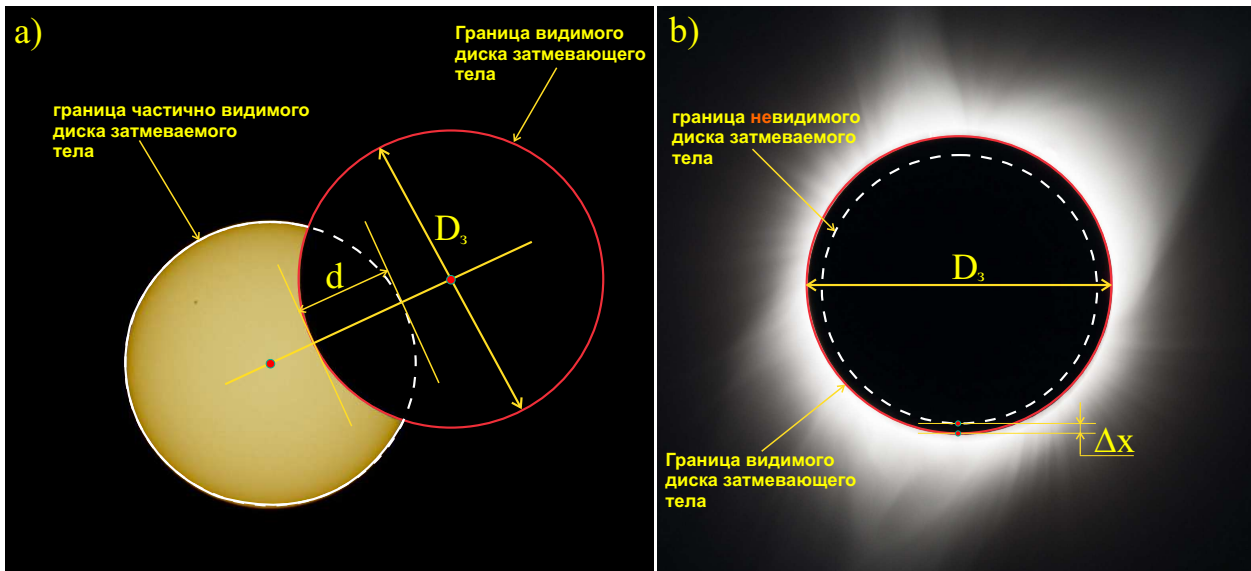 a)
Граница видимого
диска затмевающего
тела
граница частично видимого
диска затмеваемого
тела
D₃
d
b)
граница невидимого
диска затмеваемого
тела
D₃
Δx
Граница видимого
диска затмевающего
тела